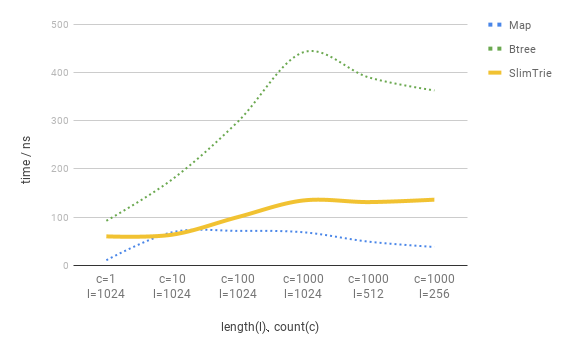 500
400
300
200
100
0
time / ns
c=1 c=10 c=100 c=1000 c=1000 c=1000
l=1024 l=1024 l=1024 l=1024 l=512 l=256
length(l)、count(c)
Map
Btree
SlimTrie